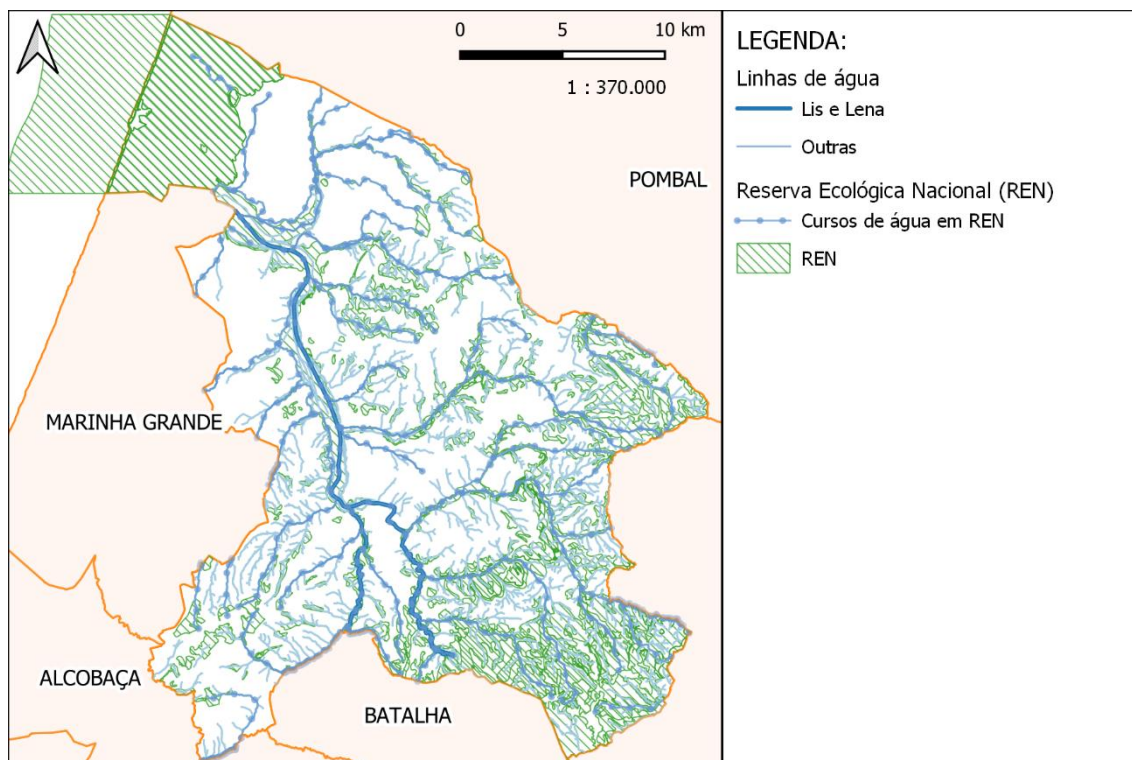 0 5 10 km
1 : 370.000
POMBAL
MARINHA GRANDE
ALCOBAÇA
BATALHA
LEGENDA:
Linhas de água
Lis e Lena
Outras
Reserva Ecológica Nacional (REN)
Cursos de água em REN
REN